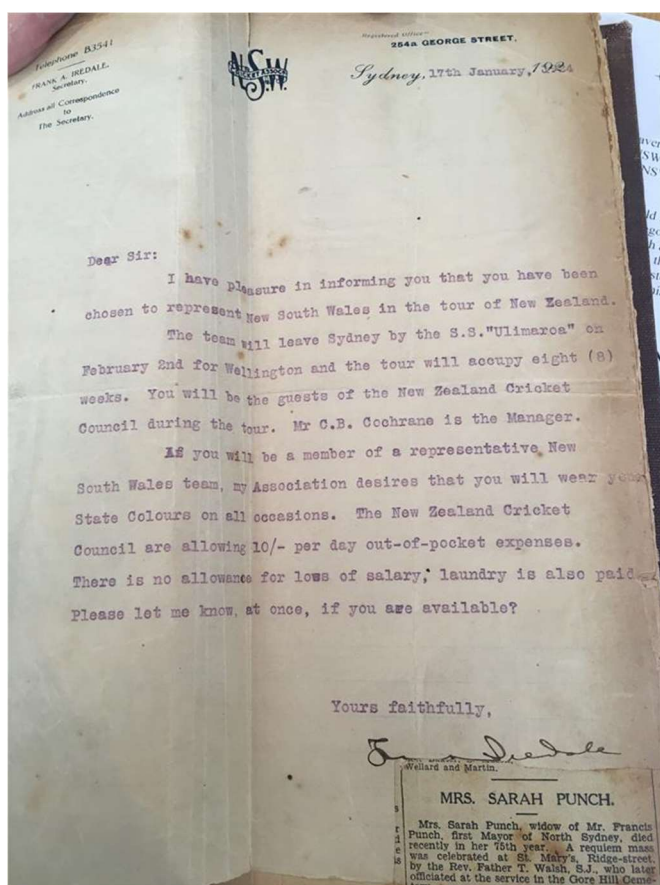 Telephone B3541
FRANK A. IREDALE,
Secretary.
Address all Correspondence
to
The Secretary.
N.S.W.
CRICKET ASSOC
Registered Office
254a GEORGE STREET.
Sydney, 17th January, 1924
Dear Sir:
I have pleasure in informing you that you have been
chosen to represent New South Wales in the tour of New Zealand.
The team will leave Sydney by the S.S."Ulimaroa" on
February 2nd for Wellington and the tour will accupy eight (8)
weeks. You will be the guests of the New Zealand Cricket
Council during the tour. Mr C.B. Cochrane is the Manager.
As you will be a member of a representative New
South Wales team, my Association desires that you will wear your
State Colours on all occasions. The New Zealand Cricket
Council are allowing 10/- per day out-of-pocket expenses.
There is no allowance for loss of salary, laundry is also paid
Please let me know, at once, if you are available?
Yours faithfully,
Iredale
Wellard and Martin.
MRS. SARAH PUNCH.
Mrs. Sarah Punch, widow of Mr. Francis
Punch, first Mayor of North Sydney, died
recently in her 75th year. A requiem mass
was celebrated at St. Mary's, Ridge-street,
by the Rev. Father T. Walsh, S.J., who later
officiated at the service in the Gore Hill Ceme-